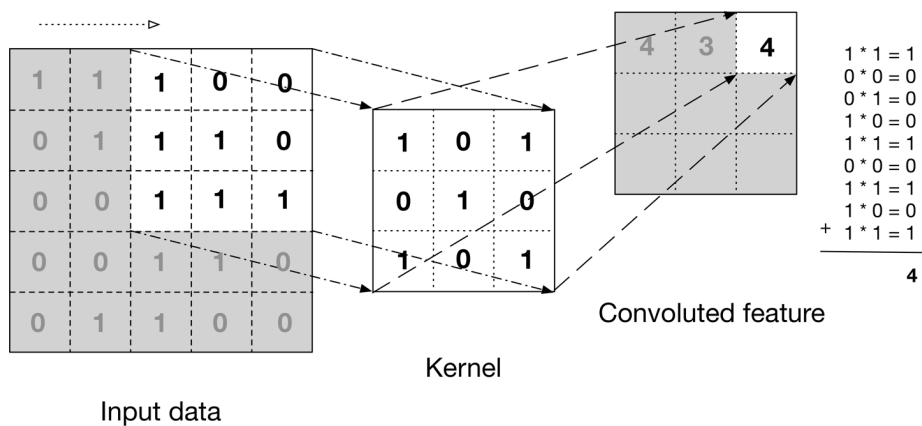 1 1 1 0 0
0 1 1 1 0
0 0 1 1 1
0 0 1 1 0
0 1 1 0 0
Input data
1 0 1
0 1 0
1 0 1
Kernel
4 3 4
Convoluted feature
1 * 1 = 1
0 * 0 = 0
0 * 1 = 0
1 * 0 = 0
1 * 1 = 1
0 * 0 = 0
1 * 1 = 1
1 * 0 = 0
+ 1 * 1 = 1
4